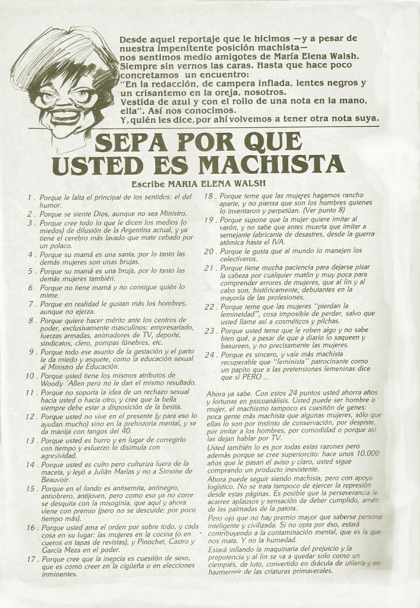 Desde aquel reportaje que le hicimos —y a pesar de
nuestra impenitente posición machista—
nos sentimos medio amigotes de María Elena Walsh.
Siempre sin vernos las caras. Hasta que hace poco
concretamos un encuentro:
"En la redacción, de campera inflada, lentes negros y
un crisantemo en la oreja, nosotros.
Vestida de azul y con el rollo de una nota en la mano,
ella". Así nos conocimos.
Y, quién les dice, por ahí volvemos a tener otra nota suya.
SEPA POR QUE
USTED ES MACHISTA
Escribe MARIA ELENA WALSH
1 . Porque le falta el principal de los sentidos: el del
humor.
2 . Porque se siente Dios, aunque no sea Ministro.
3 . Porque cree todo lo que le dicen los medios (o
miedos) de difusión de la Argentina actual, y ya
tiene el cerebro más lavado que mate cebado por
un polaco.
4 . Porque su mamá es una santa, por lo tanto las
demás mujeres son unas brujas.
5 . Porque su mamá es una bruja, por lo tanto las
demás mujeres también.
6 . Porque no tiene mamá y no consigue quién lo
mime.
7 . Porque en realidad le gustan más los hombres,
aunque no ejerza.
8 . Porque quiere hacer mérito ante los centros de
poder, exclusivamente masculinos: empresariado,
fuerzas armadas, animadores de TV, deporte,
sindicatos, clero, pompas fúnebres, etc.
9 . Porque todo ese asunto de la gestación y el parto
le da miedo y asquete, como la educación sexual
al Ministro de Educación.
10 . Porque usted tiene los mismos atributos de
Woody Allen pero no le dan el mismo resultado.
11 . Porque no soporta la idea de un rechazo sexual
hacia usted o hacia otro, y cree que la bella
siempre debe estar a disposición de la bestia.
12 . Porque usted no vive en el presente (y para eso lo
ayudan mucho) sino en la prehistoria mental, y se
da manija con tangos del 40.
13 . Porque usted es burro y en lugar de corregirlo
con tiempo y esfuerzo lo disimula con
agresividad.
14 . Porque usted es culto pero culturita fuera de la
maceta, y leyó a Julián Marías y no a Simone de
Beauvoir.
15 . Porque en el fondo es antisemita, antinegro,
antiobrero, antijoven, pero como eso ya no corre
se desquita con la misoginia, que aquí y ahora
viene con premio (pero no se descuide: por poco
tiempo más).
16 . Porque usted ama el orden por sobre todo, y cada
cosa en su lugar: las mujeres en la cocina (o en
cueros en tapas de revistas), y Pinochet, Castro y
García Meza en el poder.
17 . Porque cree que la inepcia es cuestión de sexo,
que es como creer en la cigüeña o en elecciones
inminentes.
18 . Porque teme que las mujeres hagamos rancho
aparte, y no piensa que son los hombres quienes
lo inventaron y perpetúan. (Ver punto 8)
19 . Porque supone que la mujer quiere imitar al
varón, y no sabe que antes muerta que imitar a
semejante fabricante de desastres, desde la guerra
atómica hasta el IVA.
20 . Porque le gusta que al mundo lo manejen los
colectiveros.
21 . Porque tiene mucha paciencia para dejarse pisar
la cabeza por cualquier matón y muy poca para
comprender errores de mujeres, que al fin y al
cabo son, históricamente, debutantes en la
mayoría de las profesiones.
22 . Porque teme que las mujeres "pierdan la
femineidad", cosa imposible de perder, salvo que
usted llame así a cosméticos y pilchas.
23 . Porque usted teme que le roben algo y no sabe
bien qué, a pesar de que a diario lo saqueen y
basureen, y no precisamente las mujeres.
24 . Porque es sincero, y vale más machista
recuperable que "feminista" patrocinante como
un papito que a las pretensiones femeninas dice
que sí PERO ...
Ahora ya sabe. Con estos 24 puntos usted ahorra años
y fortunas en psicoanálisis. Usted puede ser hombre o
mujer, el machismo tampoco es cuestión de genes:
poca gente más machista que algunas mujeres, sólo que
ellas lo son por instinto de conservación, por despiste,
por imitar a los hombres, por comodidad o porque así
las dejan hablar por TV.
Usted también lo es por todas estas razones pero
además porque se cree superiorcito: hace unos 10.000
años que le pasan el aviso y claro, usted sigue
comprando un producto inexistente.
Ahora puede seguir siendo machista, pero con apoyo
logístico. No se trata tampoco de ejercer la represión
desde estas páginas. Es posible que la perseverancia le
acarree aplausos y sensación de deber cumplido, amén
de las palmadas de la patota.
Pero ojo que no hay premio mayor que saberse persona
inteligente y civilizada. Si no opta por eso, estará
contribuyendo a la contaminación mental, que es la que
nos mata. Y no la humedad.
Estará inflando la maquinaria del prejuicio y la
prepotencia y al fin se va a quedar solo como un
ciempiés, de luto, convertido en drácula de utilería y en
hazmerreír de las criaturas primaverales.